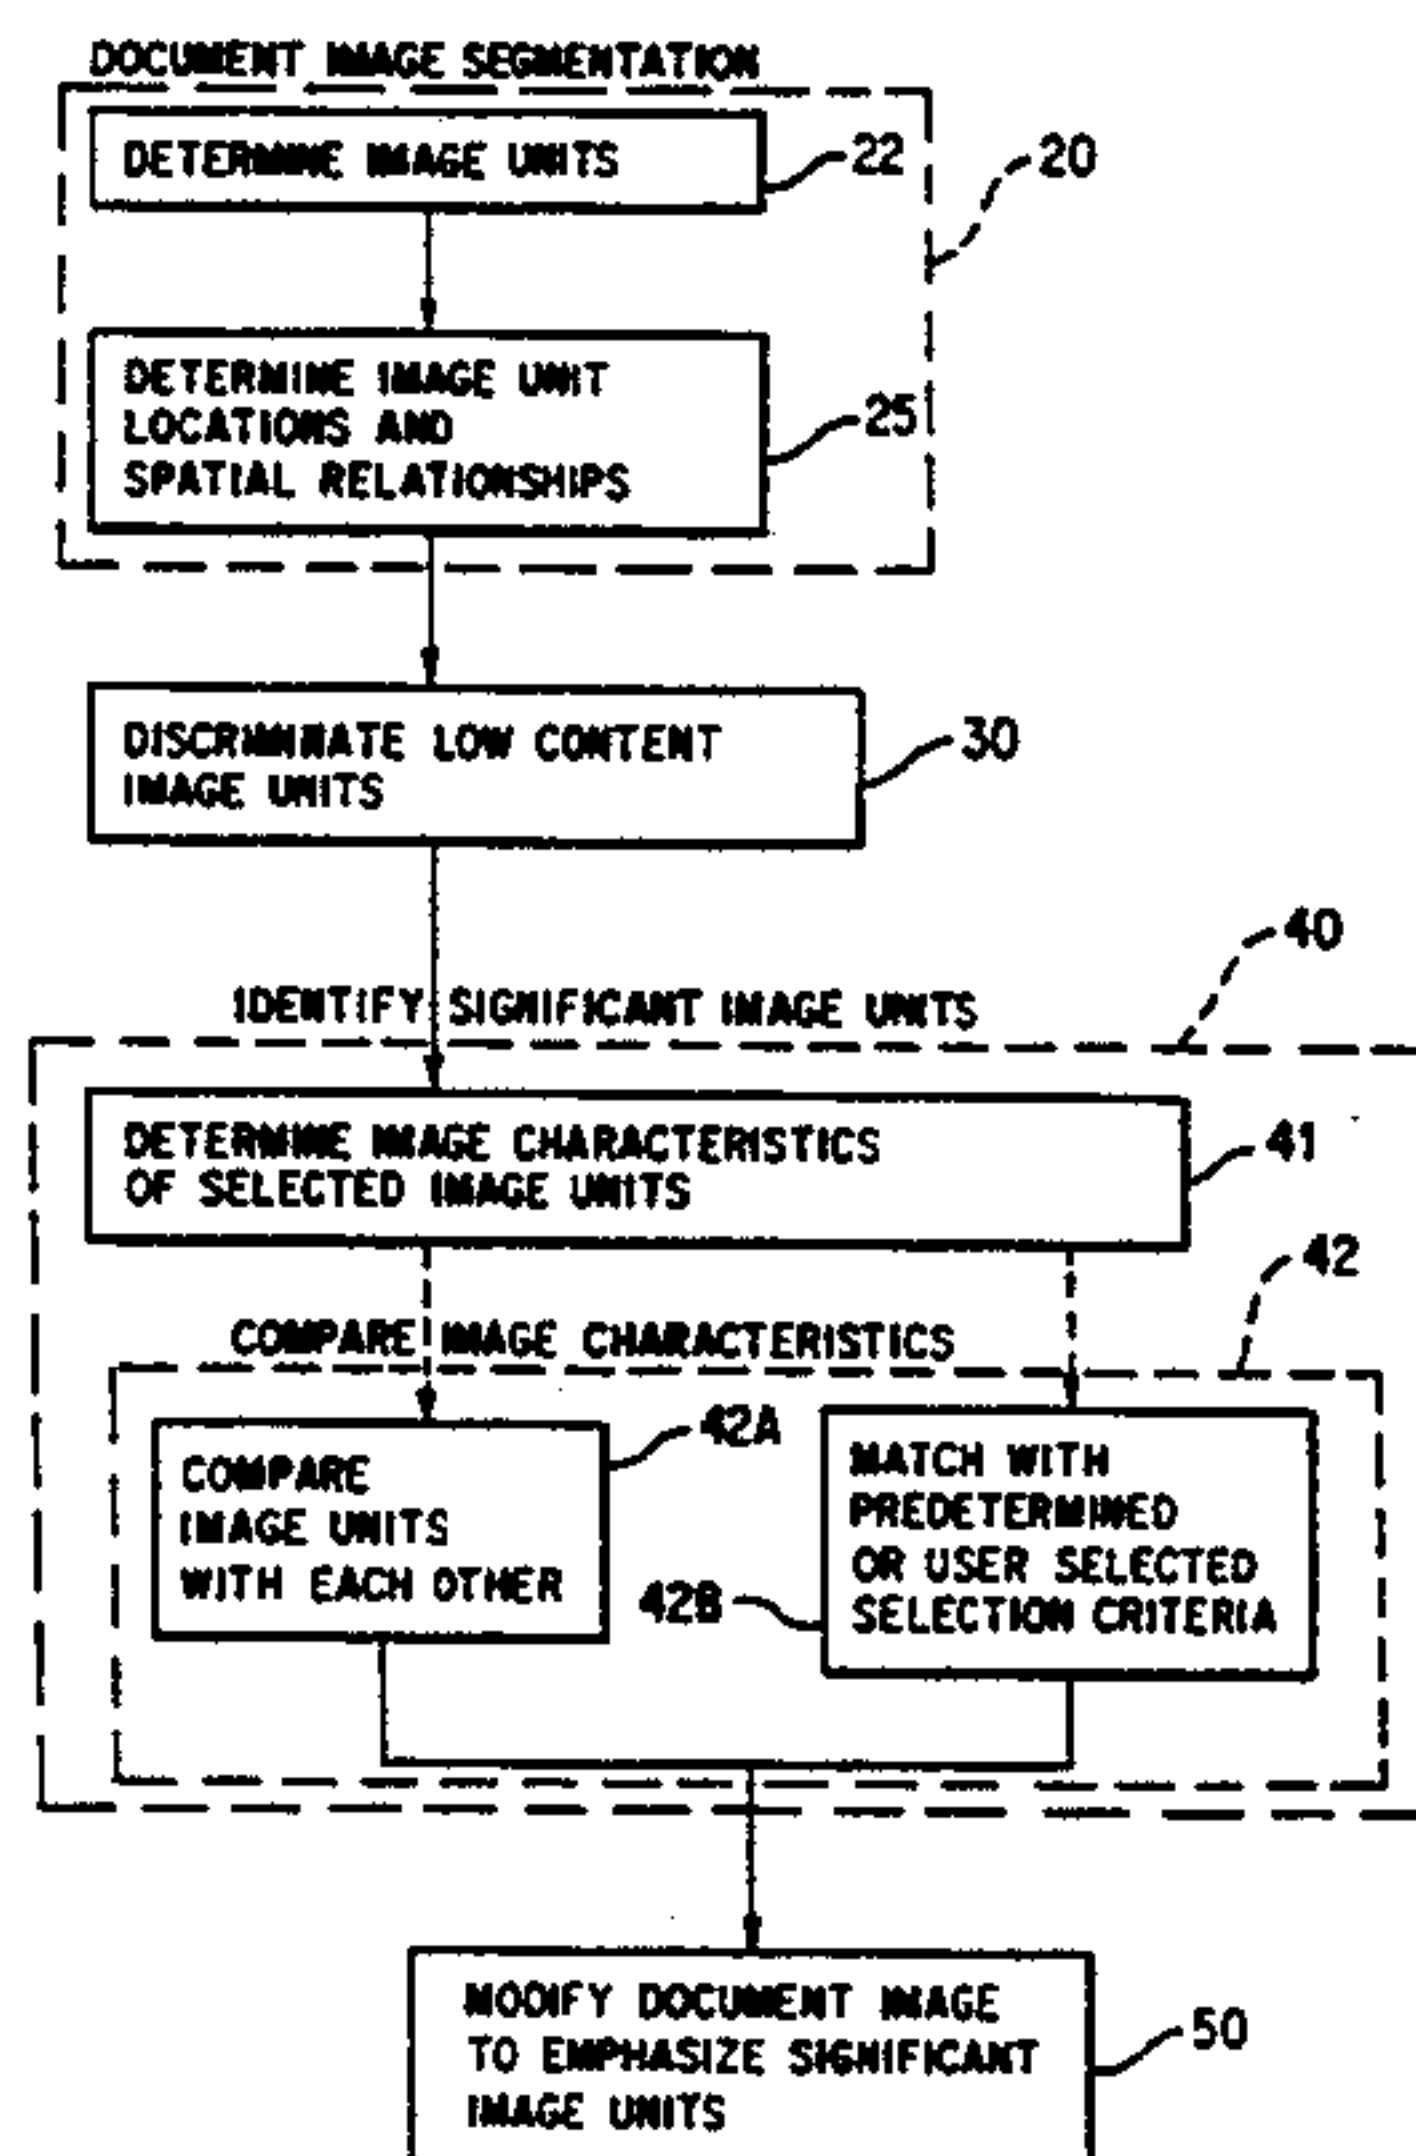 DOCUMENT IMAGE SEGMENTATION
DETERMINE IMAGE UNITS
22
20
DETERMINE IMAGE UNIT
LOCATIONS AND
SPATIAL RELATIONSHIPS
25
DISCRIMINATE LOW CONTENT
IMAGE UNITS
30
40
IDENTIFY SIGNIFICANT IMAGE UNITS
DETERMINE IMAGE CHARACTERISTICS
OF SELECTED IMAGE UNITS
41
42
COMPARE IMAGE CHARACTERISTICS
COMPARE
IMAGE UNITS
WITH EACH OTHER
42A
MATCH WITH
PREDETERMINED
OR USER SELECTED
SELECTION CRITERIA
42B
MODIFY DOCUMENT IMAGE
TO EMPHASIZE SIGNIFICANT
IMAGE UNITS
50